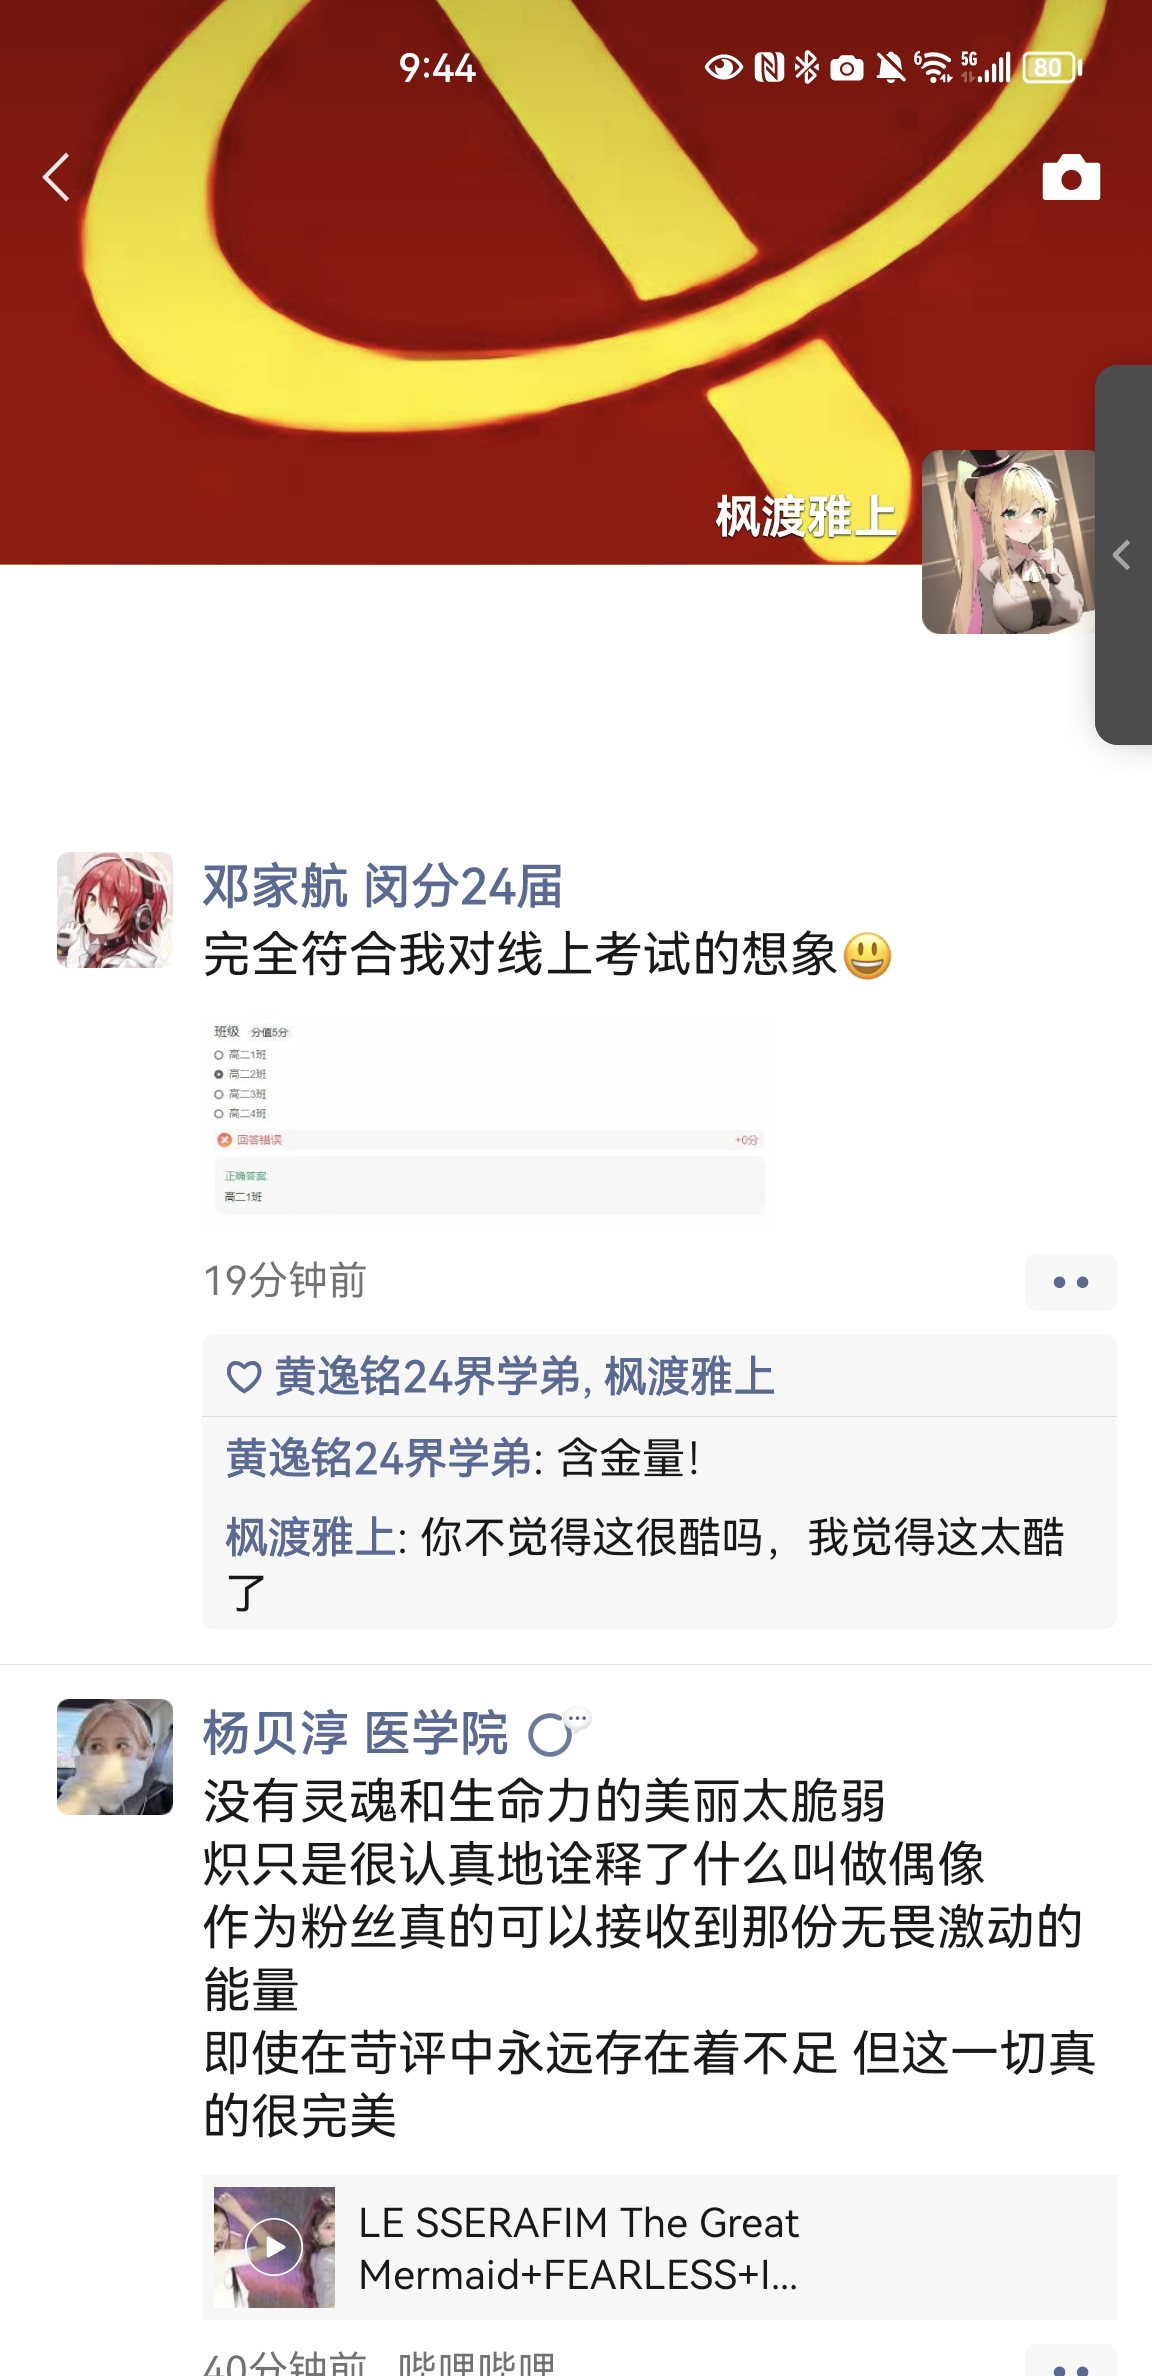 9:44
6
5G
80
枫渡雅上
邓家航 闵分24届
完全符合我对线上考试的想象😃
班级 分值5分
高二1班
高二2班
高二3班
高二4班
回答错误 +0分
正确答案:
高二1班
19分钟前
黄逸铭24界学弟, 枫渡雅上
黄逸铭24界学弟: 含金量!
枫渡雅上: 你不觉得这很酷吗，我觉得这太酷
了
杨贝淳 医学院
没有灵魂和生命力的美丽太脆弱
炽只是很认真地诠释了什么叫做偶像
作为粉丝真的可以接收到那份无畏激动的
能量
即使在苛评中永远存在着不足 但这一切真
的很完美
LE SSERAFIM The Great
Mermaid+FEARLESS+I...
40分钟前 哔哩哔哩